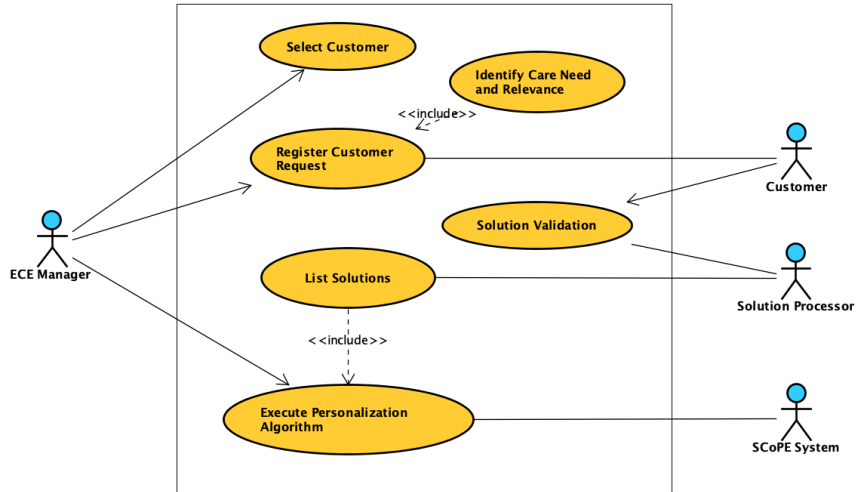 Select Customer
Identify Care Need
and Relevance
<<include>>
Register Customer
Request
Customer
Solution Validation
ECE Manager
List Solutions
Solution Processor
<<include>>
Execute Personalization
Algorithm
SCoPE System